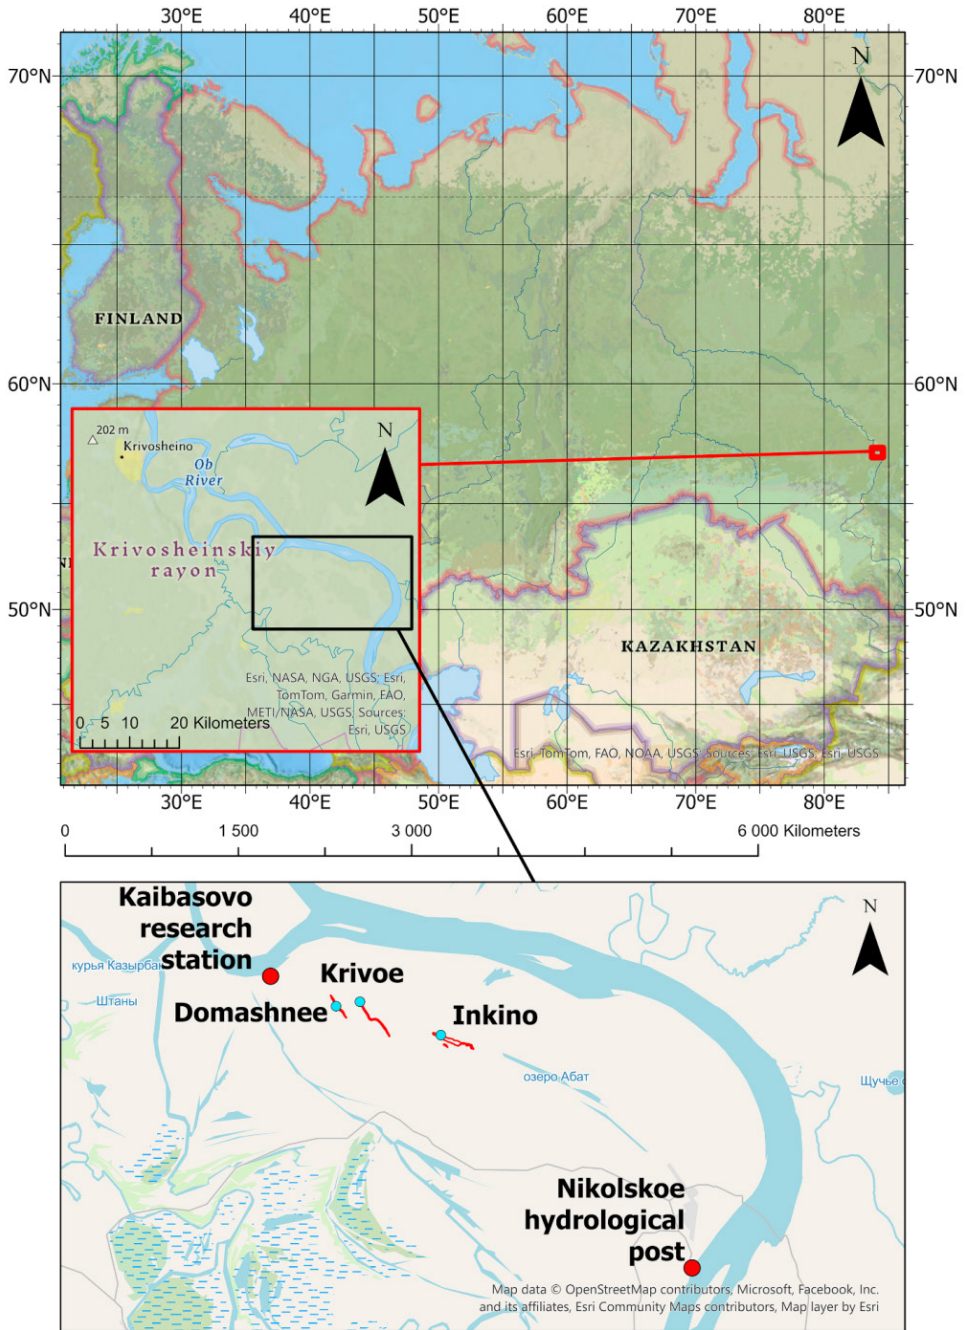 30°E 40°E 50°E 60°E 70°E 80°E
N
70°N 70°N
FINLAND
60°N 60°N
202 m
Krivosheino
Ob
River
N
Krivosheinskiy
rayon
50°N 50°N
KAZAKHSTAN
Esri, NASA, NGA, USGS; Esri,
TomTom, Garmin, FAO,
METI/NASA, USGS; Sources:
Esri, USGS
0 5 10 20 Kilometers
Esri, TomTom, FAO, NOAA, USGS; Sources: Esri, USGS; Esri, USGS
30°E 40°E 50°E 60°E 70°E 80°E
0 1 500 3 000 6 000 Kilometers
Kaibasovo
research
station
N
курья Казырбак
Krivoe
Штаны
Domashnee
Inkino
озеро Абат
Щучье
Nikolskoe
hydrological
post
Map data © OpenStreetMap contributors, Microsoft, Facebook, Inc.
and its affiliates, Esri Community Maps contributors, Map layer by Esri